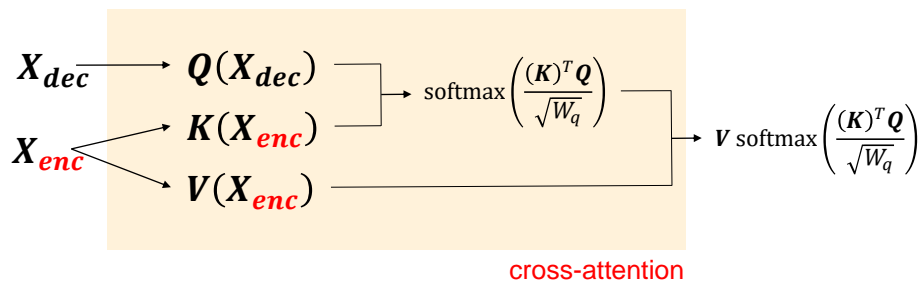 X_dec
Q(X_dec)
softmax((K)^T Q / √W_q)
K(X_enc)
V softmax((K)^T Q / √W_q)
X_enc
V(X_enc)
cross-attention